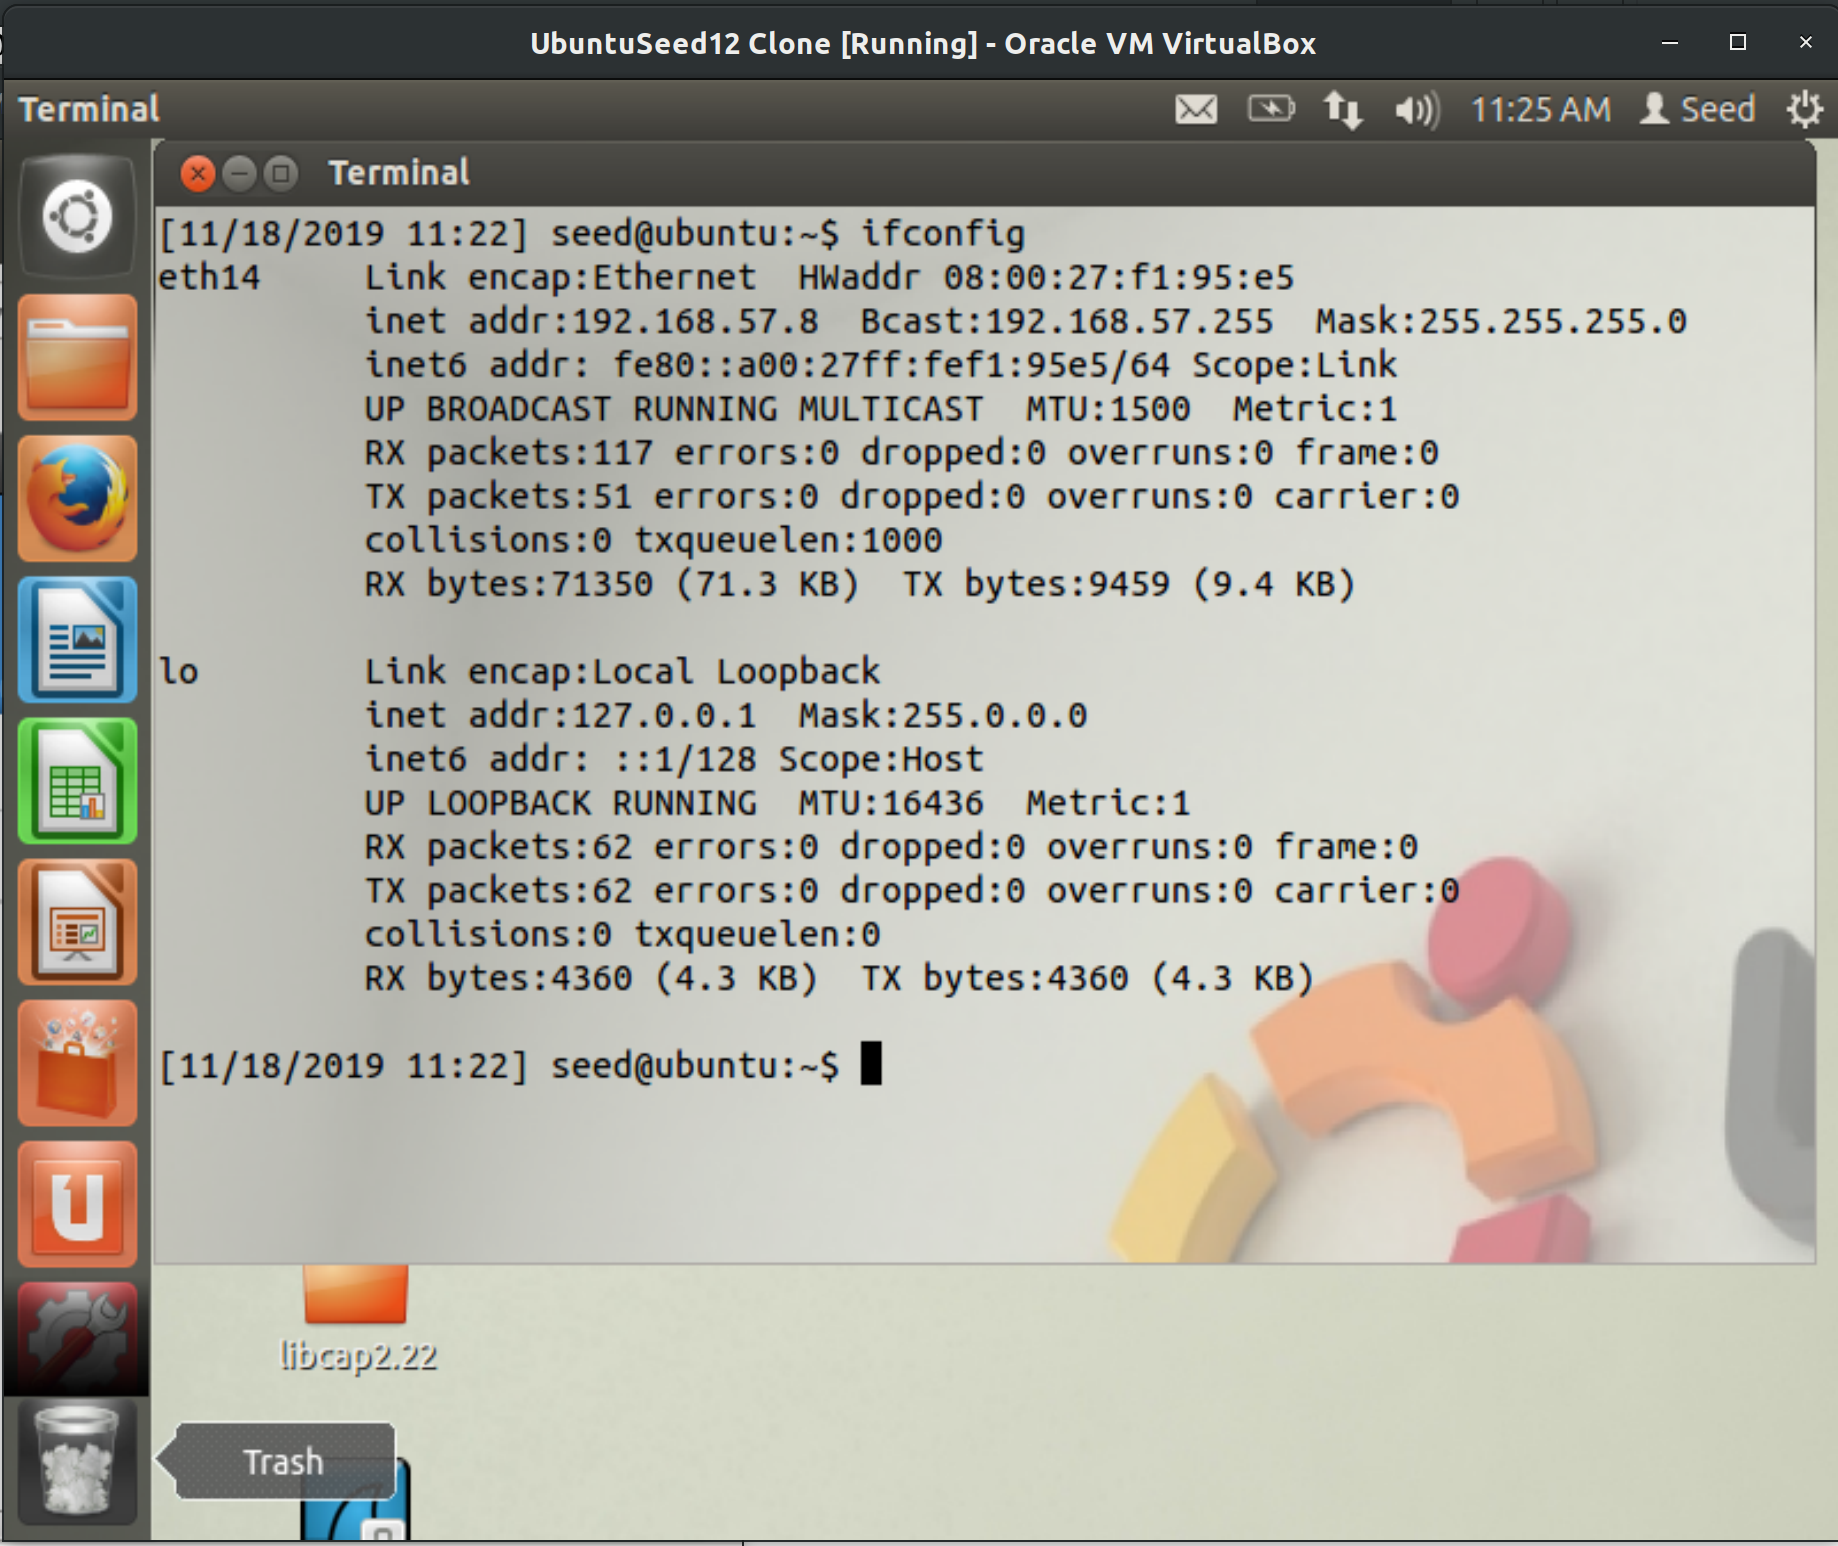 UbuntuSeed12 Clone [Running] - Oracle VM VirtualBox
Terminal 11:25 AM Seed
Terminal
[11/18/2019 11:22] seed@ubuntu:~$ ifconfig
eth14     Link encap:Ethernet  HWaddr 08:00:27:f1:95:e5
          inet addr:192.168.57.8  Bcast:192.168.57.255  Mask:255.255.255.0
          inet6 addr: fe80::a00:27ff:fef1:95e5/64 Scope:Link
          UP BROADCAST RUNNING MULTICAST  MTU:1500  Metric:1
          RX packets:117 errors:0 dropped:0 overruns:0 frame:0
          TX packets:51 errors:0 dropped:0 overruns:0 carrier:0
          collisions:0 txqueuelen:1000
          RX bytes:71350 (71.3 KB)  TX bytes:9459 (9.4 KB)
lo        Link encap:Local Loopback
          inet addr:127.0.0.1  Mask:255.0.0.0
          inet6 addr: ::1/128 Scope:Host
          UP LOOPBACK RUNNING  MTU:16436  Metric:1
          RX packets:62 errors:0 dropped:0 overruns:0 frame:0
          TX packets:62 errors:0 dropped:0 overruns:0 carrier:0
          collisions:0 txqueuelen:0
          RX bytes:4360 (4.3 KB)  TX bytes:4360 (4.3 KB)
[11/18/2019 11:22] seed@ubuntu:~$
libcap2.22
Trash